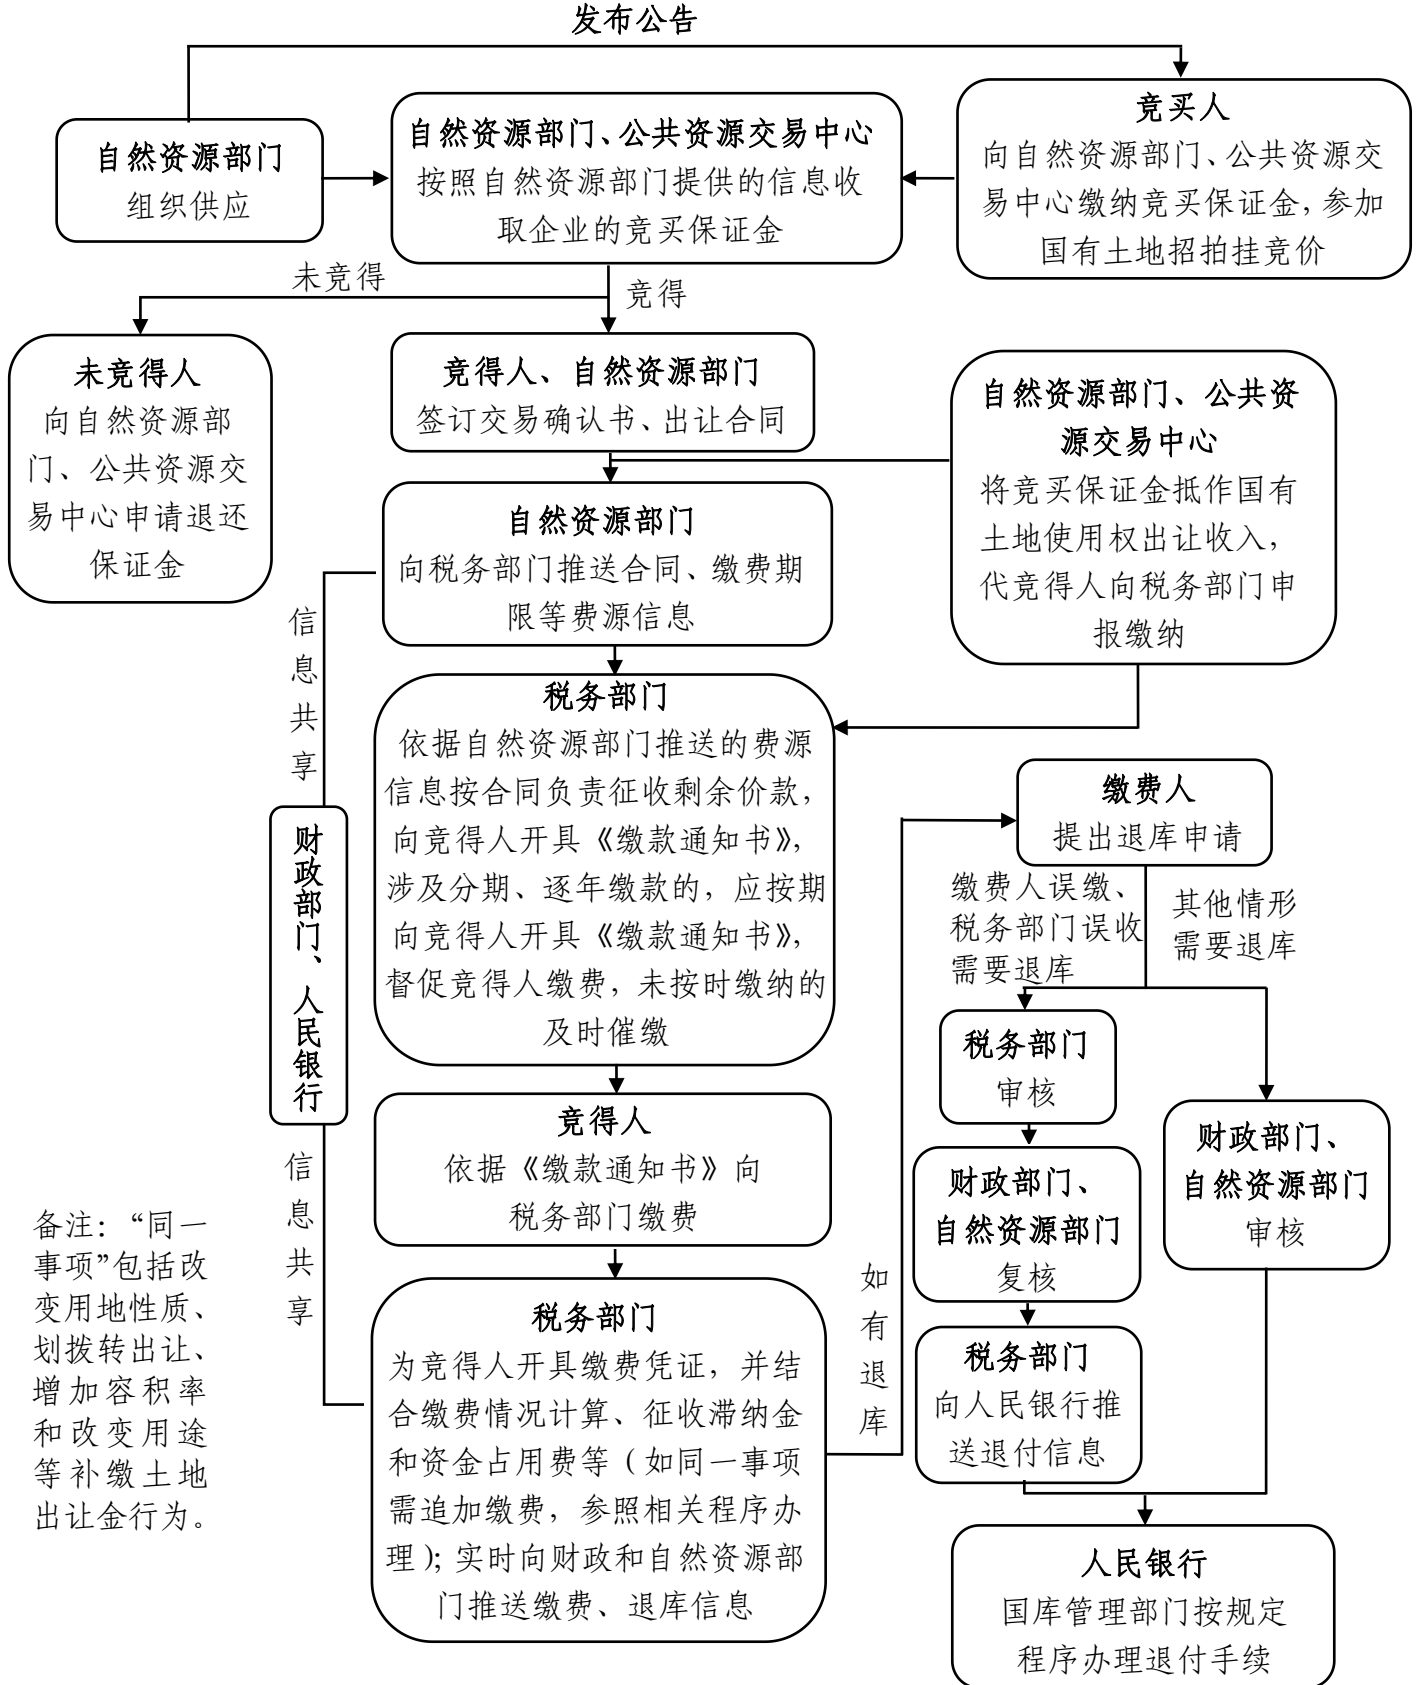 发布公告
自然资源部门
组织供应
自然资源部门、公共资源交易中心
按照自然资源部门提供的信息收
取企业的竞买保证金
竞买人
向自然资源部门、公共资源交
易中心缴纳竞买保证金，参加
国有土地招拍挂竞价
未竞得
竞得
未竞得人
向自然资源部
门、公共资源交
易中心申请退还
保证金
竞得人、自然资源部门
签订交易确认书、出让合同
自然资源部门、公共资
源交易中心
将竞买保证金抵作国有
土地使用权出让收入，
代竞得人向税务部门申
报缴纳
自然资源部门
向税务部门推送合同、缴费期
限等费源信息
信息共享
财政部门、人民银行
信息共享
税务部门
依据自然资源部门推送的费源
信息按合同负责征收剩余价款，
向竞得人开具《缴款通知书》，
涉及分期、逐年缴款的，应按期
向竞得人开具《缴款通知书》，
督促竞得人缴费，未按时缴纳的
及时催缴
竞得人
依据《缴款通知书》向
税务部门缴费
税务部门
为竞得人开具缴费凭证，并结
合缴费情况计算、征收滞纳金
和资金占用费等（如同一事项
需追加缴费，参照相关程序办
理）；实时向财政和自然资源部
门推送缴费、退库信息
如有退库
缴费人
提出退库申请
缴费人误缴、
税务部门误收
需要退库
其他情形
需要退库
税务部门
审核
财政部门、
自然资源部门
复核
税务部门
向人民银行推
送退付信息
财政部门、
自然资源部门
审核
人民银行
国库管理部门按规定
程序办理退付手续
备注：“同一
事项”包括改
变用地性质、
划拨转出让、
增加容积率
和改变用途
等补缴土地
出让金行为。